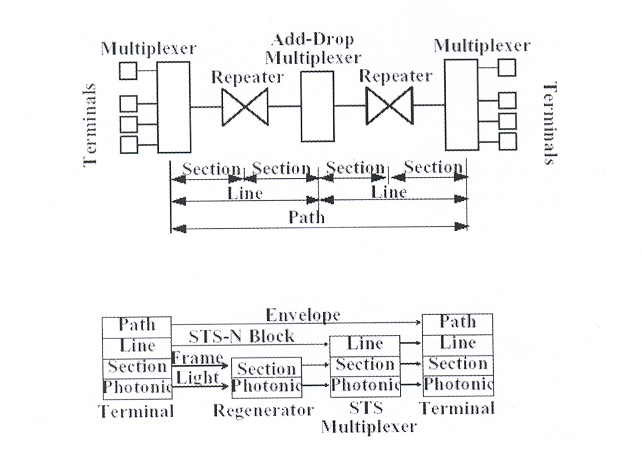 Add-Drop
Multiplexer Multiplexer Multiplexer
Repeater Repeater
Terminals Terminals
Section Section Section Section
Line Line
Path
Envelope
Path Path
STS-N Block
Line Line Line
Frame
Section Section Section Section
Light
Photonic Photonic Photonic Photonic
Terminal Regenerator STS Terminal
Multiplexer